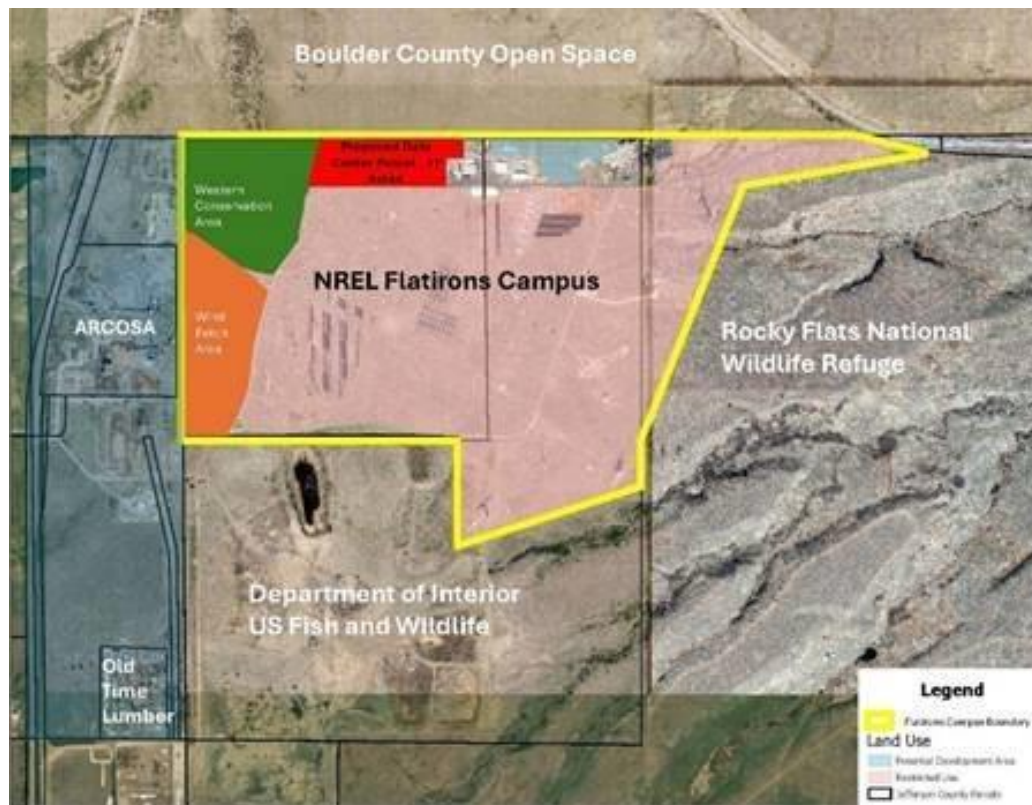 Boulder County Open Space
Proposed Data
Center Parcel
Acres
Western
Conservation
Area
NREL Flatirons Campus
ARCOSA
Wind
Fetch
Area
Rocky Flats National
Wildlife Refuge
Department of Interior
US Fish and Wildlife
Old
Time
Lumber
Legend
Flatirons Campus Boundary
Land Use
Potential Development Area
Restricted Use
Jefferson County Parcels